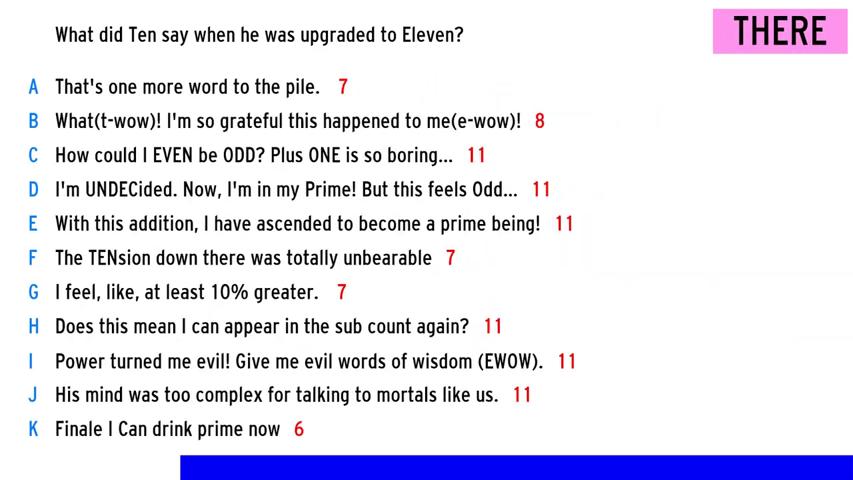 What did Ten say when he was upgraded to Eleven?
THERE
A That's one more word to the pile. 7
B What(t-wow)! I'm so grateful this happened to me(e-wow)! 8
C How could I EVEN be ODD? Plus ONE is so boring... 11
D I'm UNDECided. Now, I'm in my Prime! But this feels Odd... 11
E With this addition, I have ascended to become a prime being! 11
F The TENsion down there was totally unbearable 7
G I feel, like, at least 10% greater. 7
H Does this mean I can appear in the sub count again? 11
I Power turned me evil! Give me evil words of wisdom (EWOW). 11
J His mind was too complex for talking to mortals like us. 11
K Finale I Can drink prime now 6